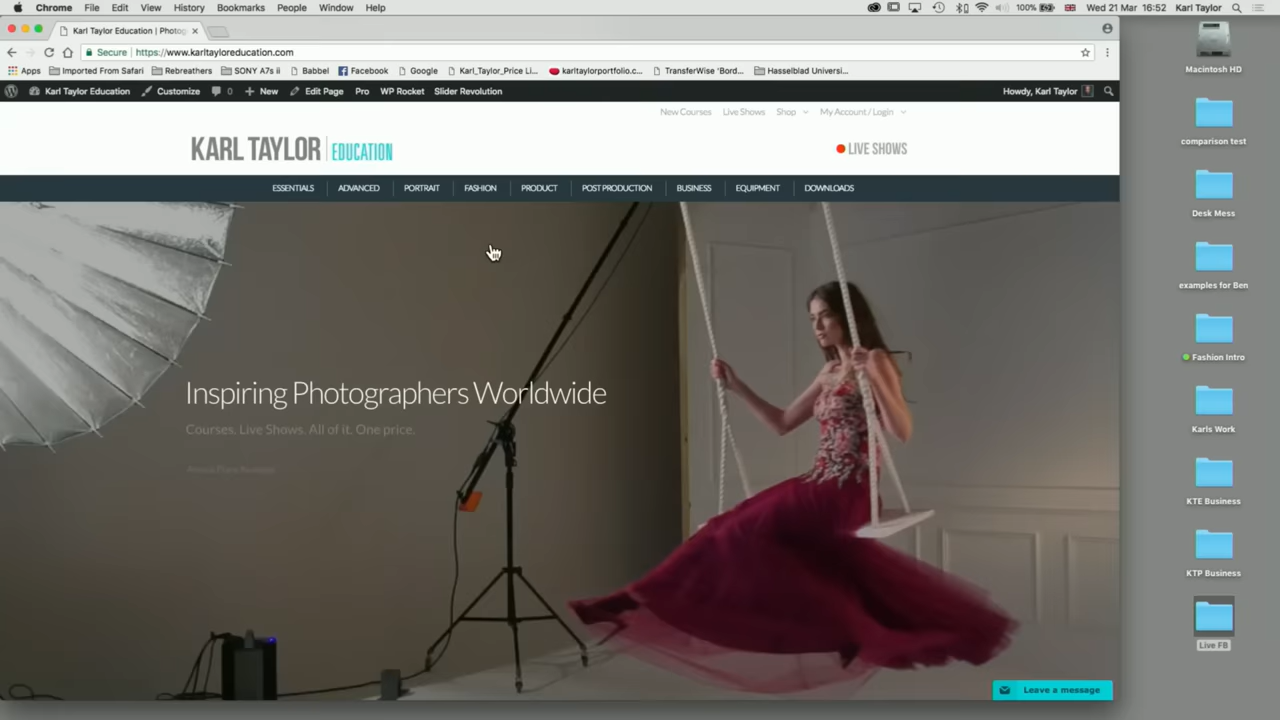 Chrome File Edit View History Bookmarks People Window Help 100% Wed 21 Mar 16:52 Karl Taylor
Karl Taylor Education | Photog
Secure https://www.karltayloreducation.com
Apps Imported From Safari Rebreathers SONY A7s ii Babbel Facebook Google Karl_Taylor_Price Li... karltaylorportfolio.c... TransferWise 'Bord... Hasselblad Universi...
Karl Taylor Education Customize 0 New Edit Page Pro WP Rocket Slider Revolution Howdy, Karl Taylor
New Courses Live Shows Shop My Account / Login
KARL TAYLOR EDUCATION
LIVE SHOWS
ESSENTIALS ADVANCED PORTRAIT FASHION PRODUCT POST PRODUCTION BUSINESS EQUIPMENT DOWNLOADS
Inspiring Photographers Worldwide
Courses. Live Shows. All of it. One price.
Leave a message
Macintosh HD
comparison test
Desk Mess
examples for Ben
Fashion Intro
Karls Work
KTE Business
KTP Business
Live FB